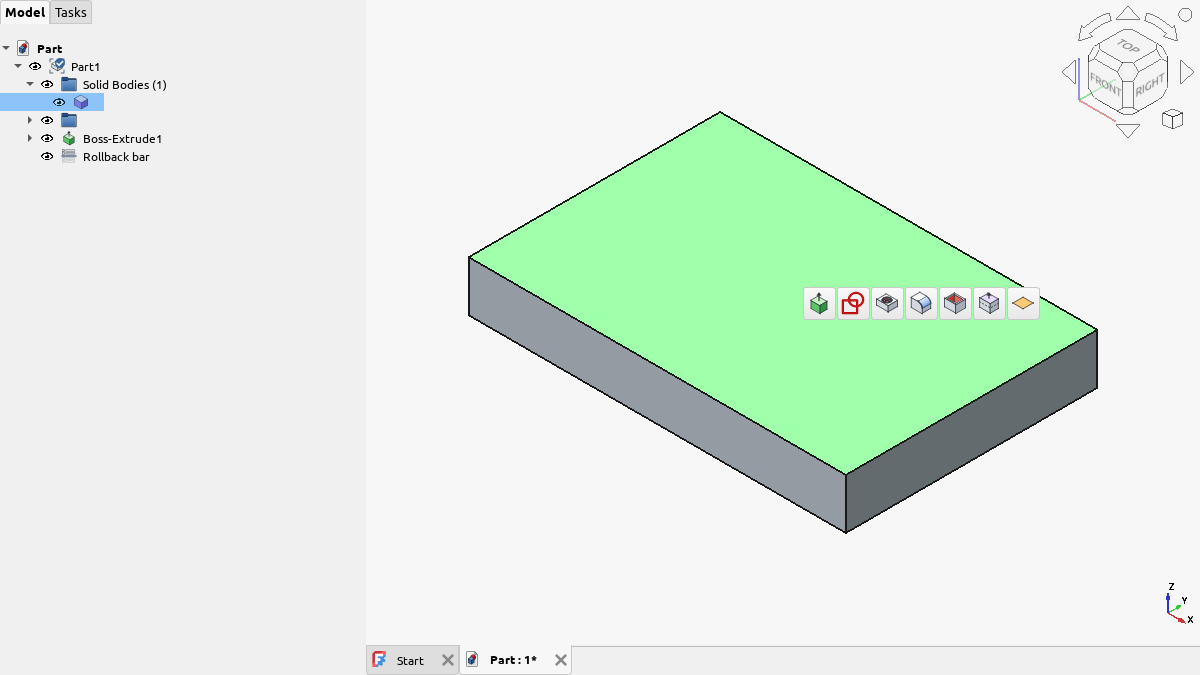 Model Tasks
Part
Part1
Solid Bodies (1)
Boss-Extrude1
Rollback bar
TOP
FRONT
RIGHT
Z
Y
X
Start
Part : 1*